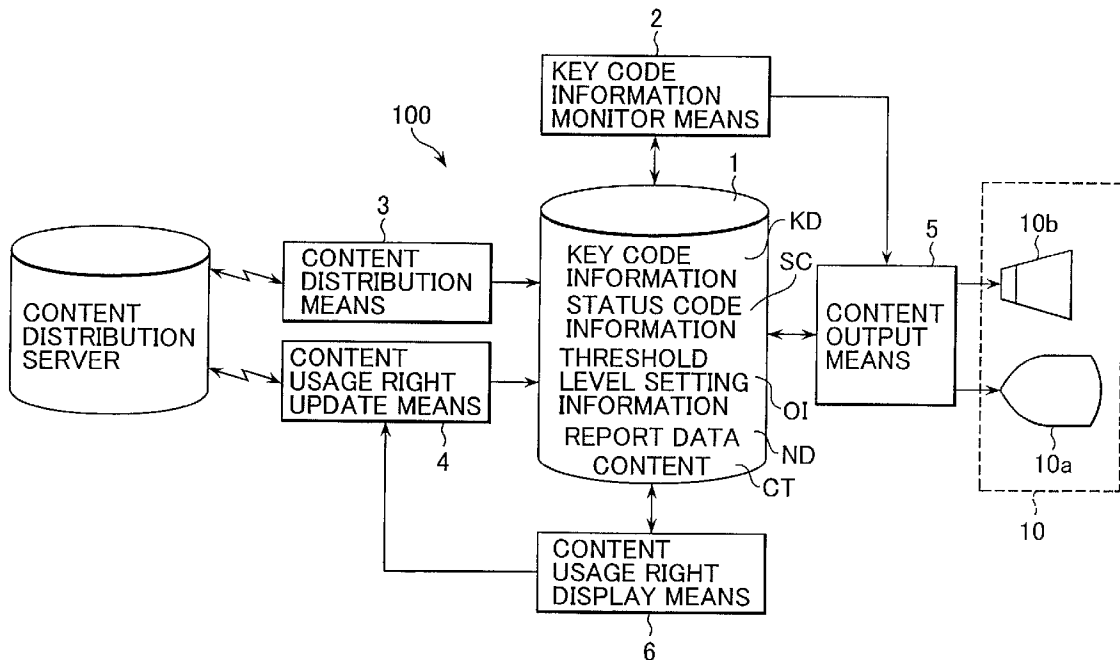 2
KEY CODE
INFORMATION
MONITOR MEANS
100
1
3
CONTENT
DISTRIBUTION
MEANS
CONTENT
DISTRIBUTION
SERVER
CONTENT
USAGE RIGHT
UPDATE MEANS
4
KEY CODE
INFORMATION
KD
STATUS CODE
INFORMATION
SC
THRESHOLD
LEVEL SETTING
INFORMATION
OI
REPORT DATA
ND
CONTENT
CT
5
CONTENT
OUTPUT
MEANS
10b
10a
10
CONTENT
USAGE RIGHT
DISPLAY MEANS
6